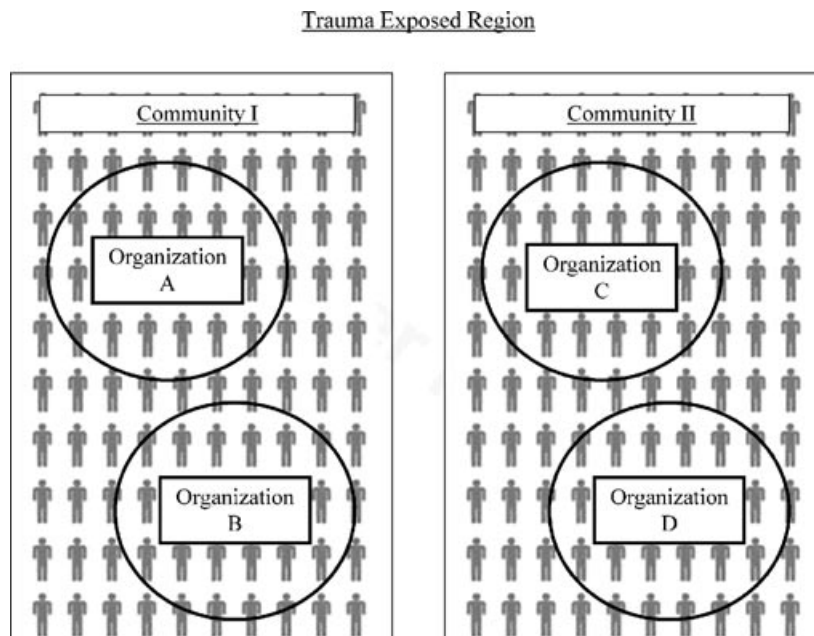 Trauma Exposed Region
Community I
Community II
Organization
A
Organization
C
Organization
B
Organization
D